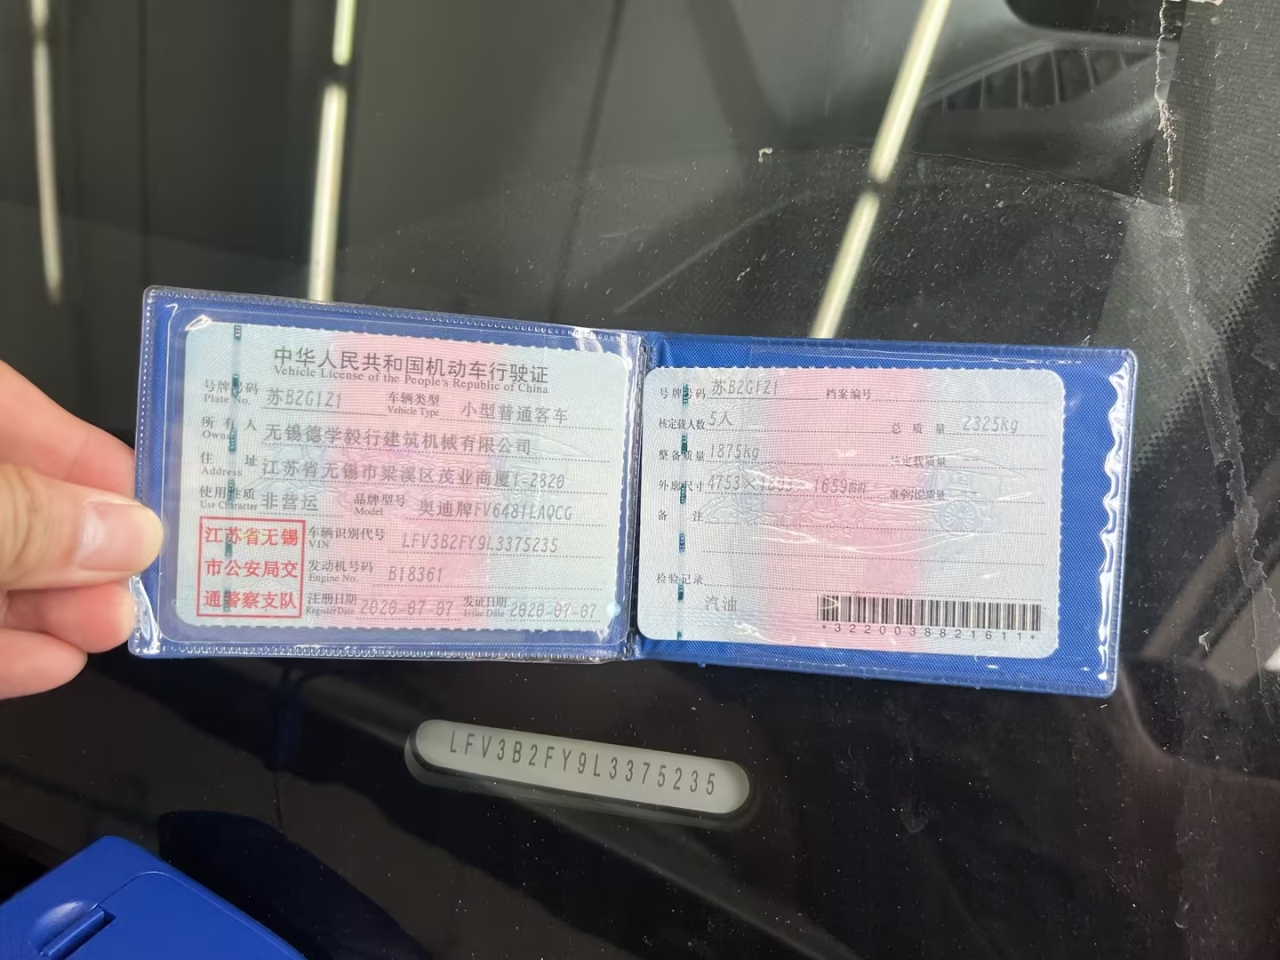 中华人民共和国机动车行驶证
Vehicle License of the People's Republic of China
号牌号码 苏B2G1Z1 车辆类型 小型普通客车
Plate No. Vehicle Type
所有人 无锡德学毅行建筑机械有限公司
Owner
住址 江苏省无锡市梁溪区茂业商厦1-2820
Address
使用性质 非营运 品牌型号 奥迪牌FV6481LAQCG
Use Character Model
江苏省无锡
市公安局交
通警察支队
车辆识别代号 LFV3B2FY9L3375235
VIN
发动机号码 B18361
Engine No.
注册日期 2020-07-07 发证日期 2020-07-07
Register Date Issue Date
号牌号码 苏B2G1Z1 档案编号
核定载人数 5人 总质量 2325kg
整备质量 1875kg 核定载质量
外廓尺寸 4753× ×1659mm 准牵引总质量
备注
检验记录
汽油
*3220038821611*
LFV3B2FY9L3375235